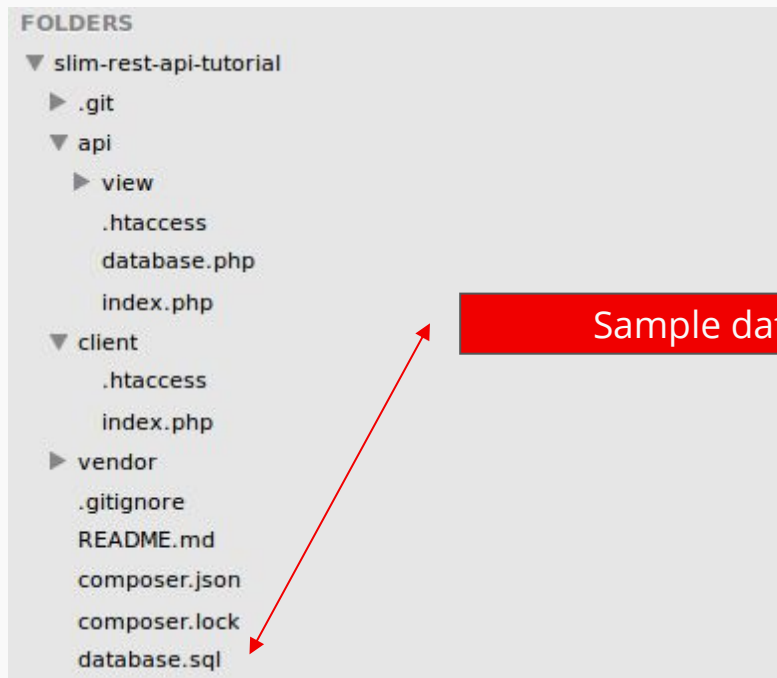 FOLDERS
slim-rest-api-tutorial
.git
api
view
.htaccess
database.php
index.php
Sample dat
client
.htaccess
index.php
vendor
.gitignore
README.md
composer.json
composer.lock
database.sql